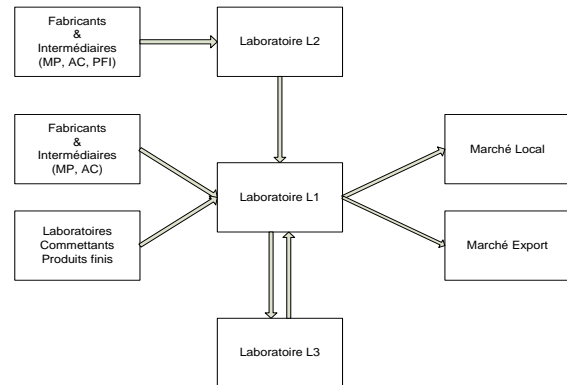 Fabricants
&
Intermédiaires
(MP, AC, PFI)
Laboratoire L2
Fabricants
&
Intermédiaires
(MP, AC)
Marché Local
Laboratoire L1
Laboratoires
Commettants
Produits finis
Marché Export
Laboratoire L3